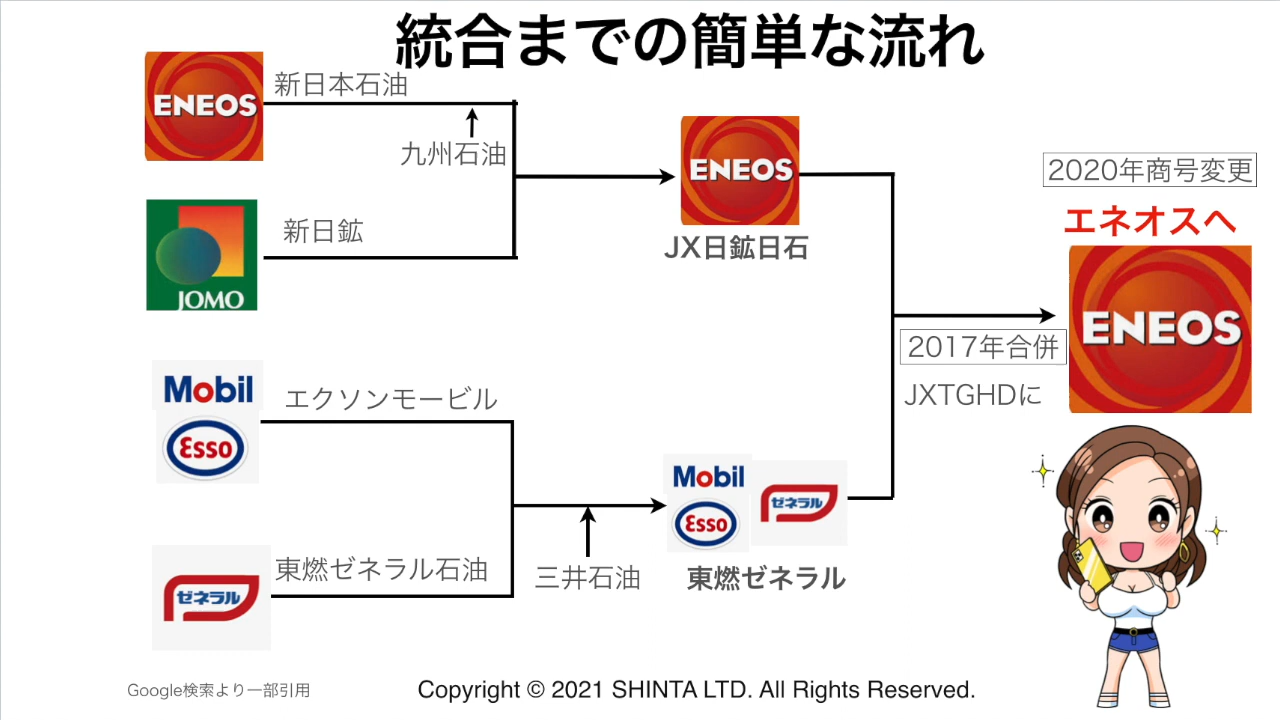 統合までの簡単な流れ
ENEOS
新日本石油
九州石油
JOMO
新日鉱
ENEOS
JX日鉱日石
Mobil
Esso
エクソンモービル
ゼネラル
東燃ゼネラル石油
三井石油
Mobil
Esso
ゼネラル
東燃ゼネラル
2017年合併
JXTGHDに
2020年商号変更
エネオスへ
ENEOS
Google検索より一部引用
Copyright © 2021 SHINTA LTD. All Rights Reserved.